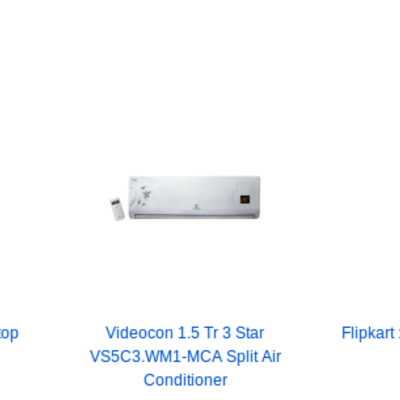 top
Videocon 1.5 Tr 3 Star
VS5C3.WM1-MCA Split Air
Conditioner
Flipkart :